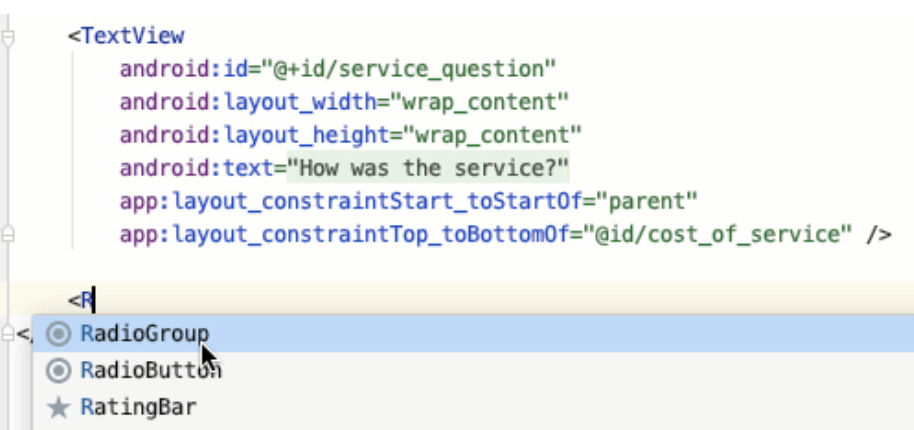 <TextView
android:id="@+id/service_question"
android:layout_width="wrap_content"
android:layout_height="wrap_content"
android:text="How was the service?"
app:layout_constraintStart_toStartOf="parent"
app:layout_constraintTop_toBottomOf="@id/cost_of_service" />
<R
</
RadioGroup
RadioButton
RatingBar